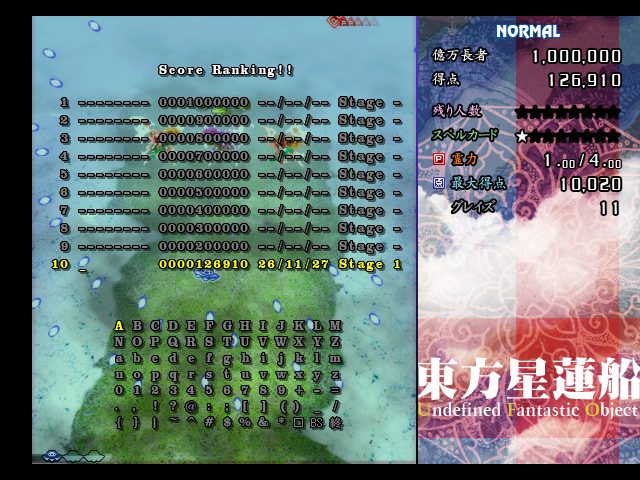 PPPPP
Score Ranking!!
1 -------- 0001000000 --/--/-- Stage -
2 -------- 0000900000 --/--/-- Stage -
3 -------- 0000800000 --/--/-- Stage -
4 -------- 0000700000 --/--/-- Stage -
5 -------- 0000600000 --/--/-- Stage -
6 -------- 0000500000 --/--/-- Stage -
7 -------- 0000400000 --/--/-- Stage -
8 -------- 0000300000 --/--/-- Stage -
9 -------- 0000200000 --/--/-- Stage -
10 _ 0000126910 26/11/27 Stage 1
A B C D E F G H I J K L M
N O P Q R S T U V W X Y Z
a b c d e f g h i j k l m
n o p q r s t u v w x y z
0 1 2 3 4 5 6 7 8 9 + - =
. , ! ? @ : ; [ ] ( ) _ /
{ } | ~ ^ # $ % & * □ BS 終
NORMAL
億万長者 1,000,000
得点 126,910
残り人数 ★★★★★★★★★
スペルカード ★★★★★★★★★
P 霊力 1.00/4.00
点 最大得点 10,020
グレイズ 11
東方星蓮船
Undefined Fantastic Object